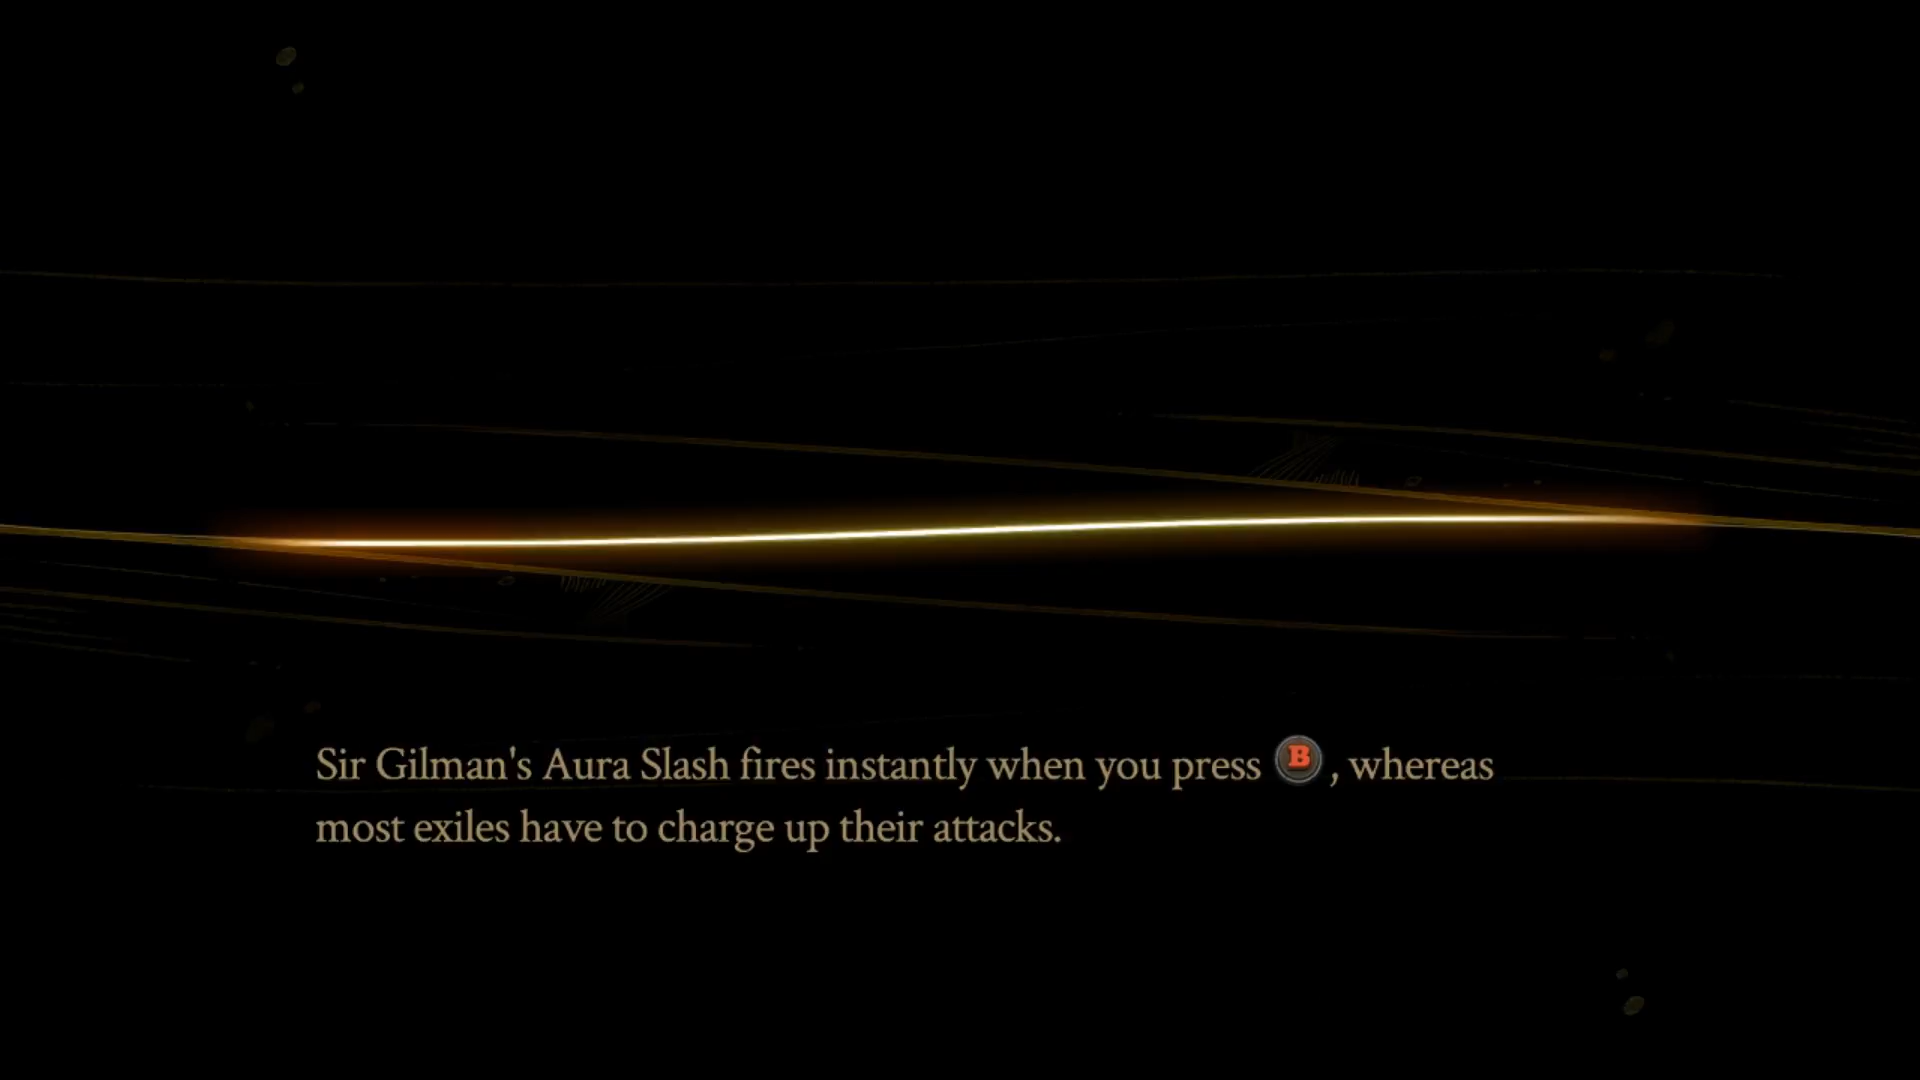 Sir Gilman's Aura Slash fires instantly when you press B, whereas
most exiles have to charge up their attacks.